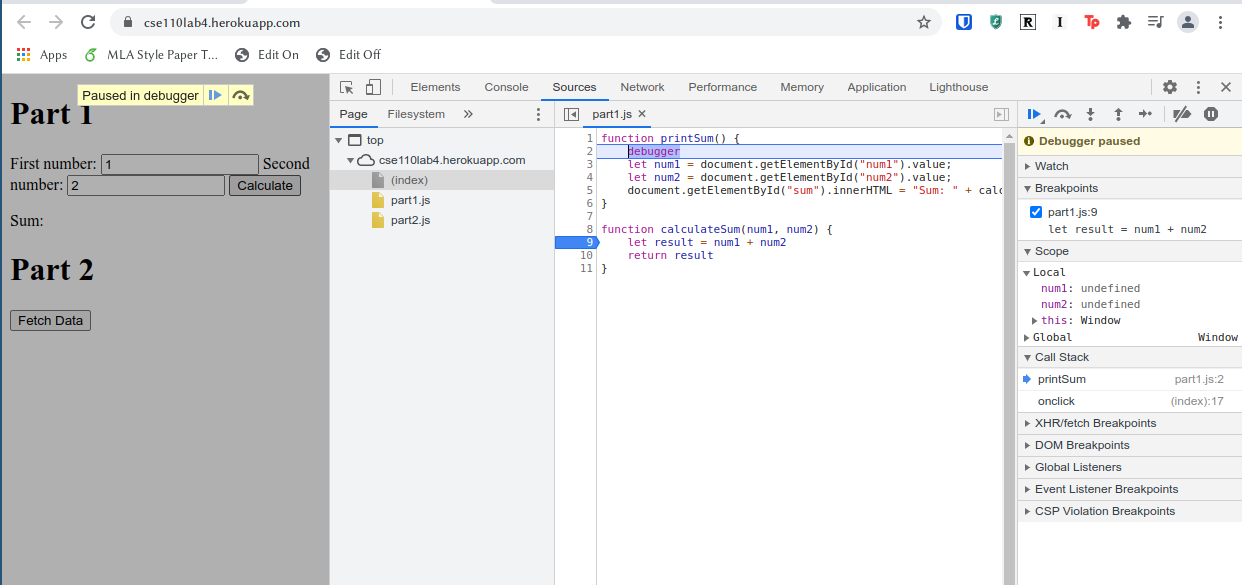 cse110lab4.herokuapp.com
Apps
MLA Style Paper T...
Edit On
Edit Off
Paused in debugger
Part 1
First number: 1 Second
number: 2 Calculate
Sum:
Part 2
Fetch Data
Elements Console Sources Network Performance Memory Application Lighthouse
Page Filesystem »
top
cse110lab4.herokuapp.com
(index)
part1.js
part2.js
part1.js
1 function printSum() {
2 debugger
3 let num1 = document.getElementById("num1").value;
4 let num2 = document.getElementById("num2").value;
5 document.getElementById("sum").innerHTML = "Sum: " + calc
6 }
7
8 function calculateSum(num1, num2) {
9 let result = num1 + num2
10 return result
11 }
Debugger paused
Watch
Breakpoints
part1.js:9
let result = num1 + num2
Scope
Local
num1: undefined
num2: undefined
this: Window
Global Window
Call Stack
printSum part1.js:2
onclick (index):17
XHR/fetch Breakpoints
DOM Breakpoints
Global Listeners
Event Listener Breakpoints
CSP Violation Breakpoints